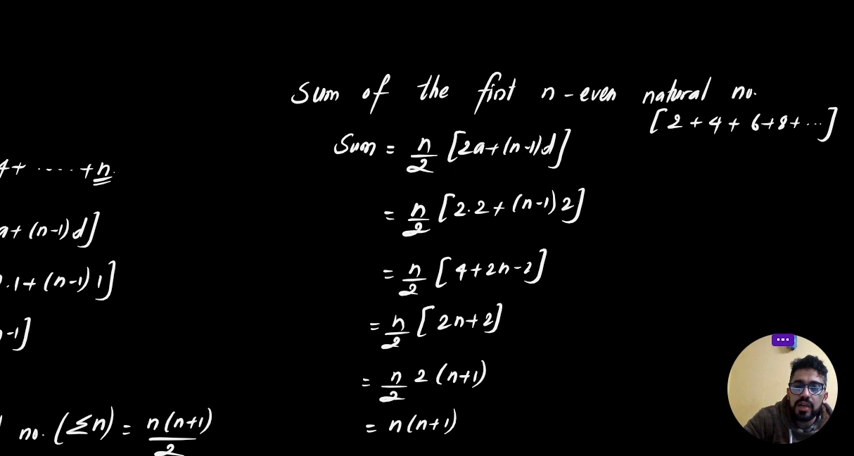 Sum of the first n-even natural no.
[2 + 4 + 6 + 8 + ...]
Sum = n/2 [2a + (n-1)d]
= n/2 [2.2 + (n-1)2]
= n/2 [4 + 2n - 2]
= n/2 [2n + 2]
= n/2 2(n+1)
= n(n+1)
4 + ..... + n
a + (n-1)d]
.1 + (n-1)1]
-1]
no. (Σn) = n(n+1)/2